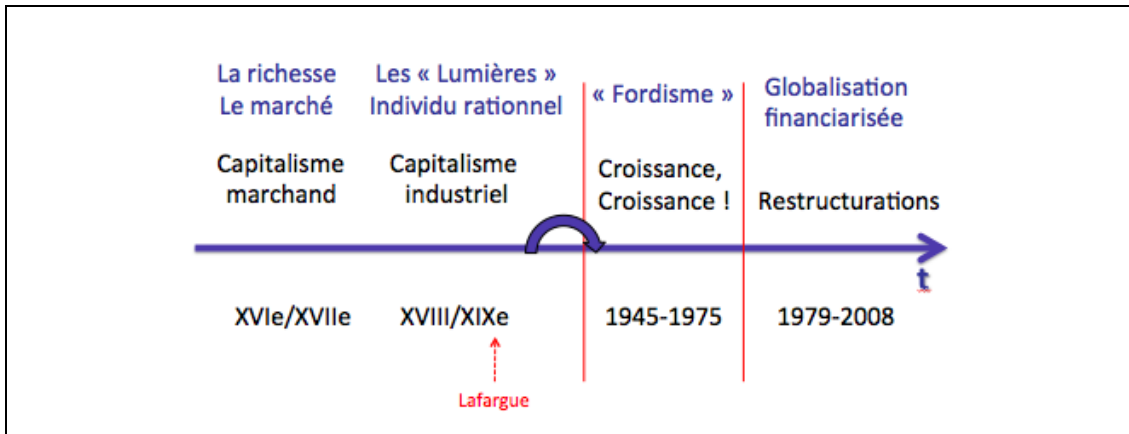 La richesse
Le marché
Les « Lumières »
Individu rationnel
« Fordisme »
Globalisation
financiarisée
Capitalisme
marchand
Capitalisme
industriel
Croissance,
Croissance !
Restructurations
t
XVIe/XVIIe
XVIII/XIXe
1945-1975
1979-2008
Lafargue